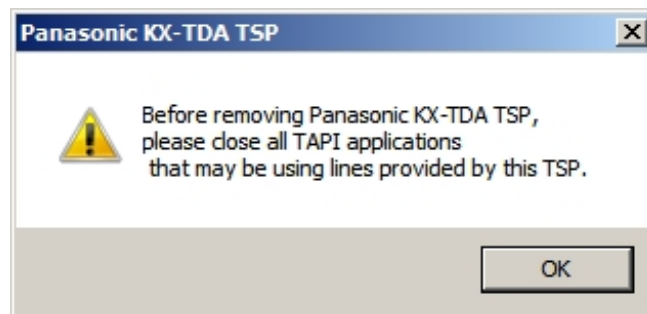 Panasonic KX-TDA TSP
Before removing Panasonic KX-TDA TSP,
please close all TAPI applications
that may be using lines provided by this TSP.
OK